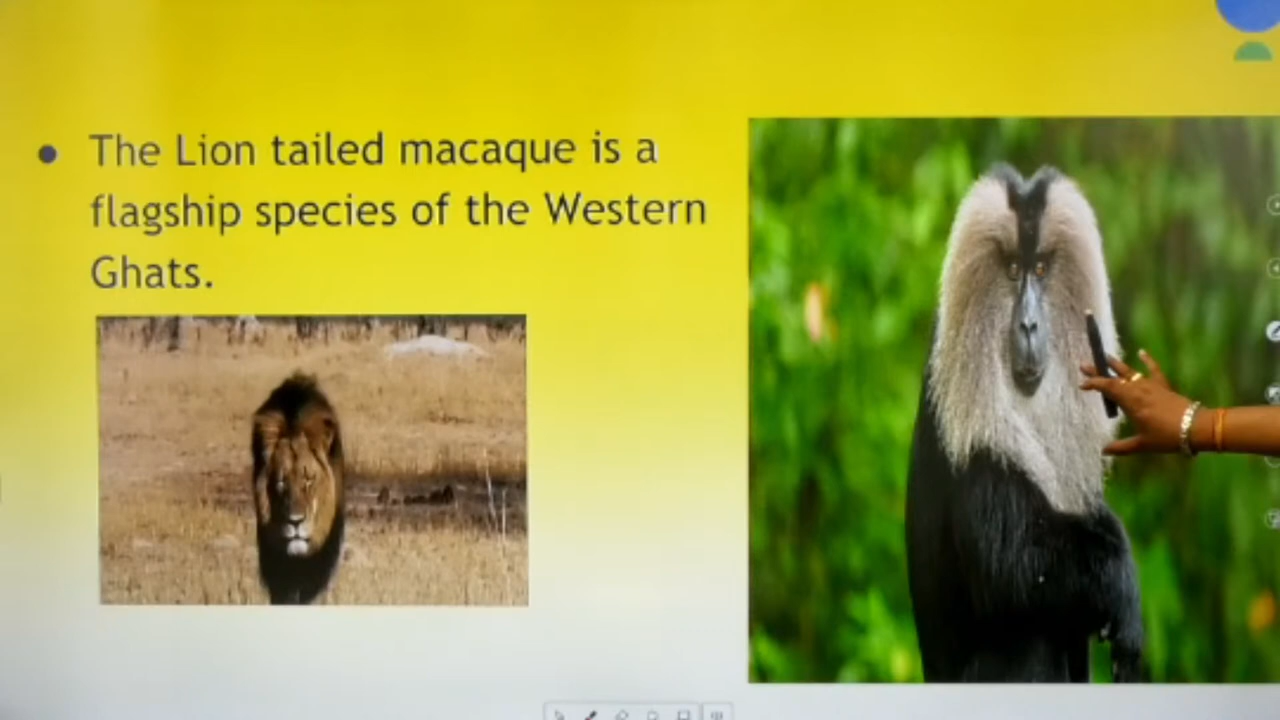 The Lion tailed macaque is a
flagship species of the Western
Ghats.